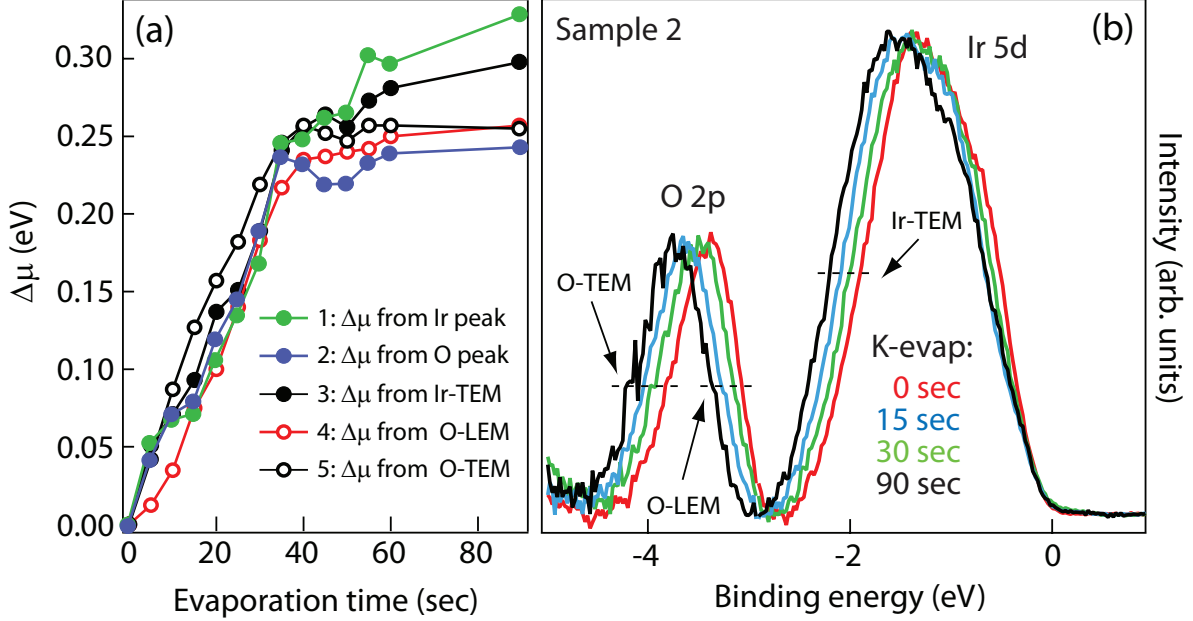 (a)
0.30
0.25
0.20
0.15
0.10
0.05
0.00
Δμ (eV)
1: Δμ from Ir peak
2: Δμ from O peak
3: Δμ from Ir-TEM
4: Δμ from O-LEM
5: Δμ from O-TEM
0 20 40 60 80
Evaporation time (sec)
Sample 2
(b)
Ir 5d
O 2p
Ir-TEM
O-TEM
O-LEM
K-evap:
0 sec
15 sec
30 sec
90 sec
-4 -2 0
Binding energy (eV)
Intensity (arb. units)